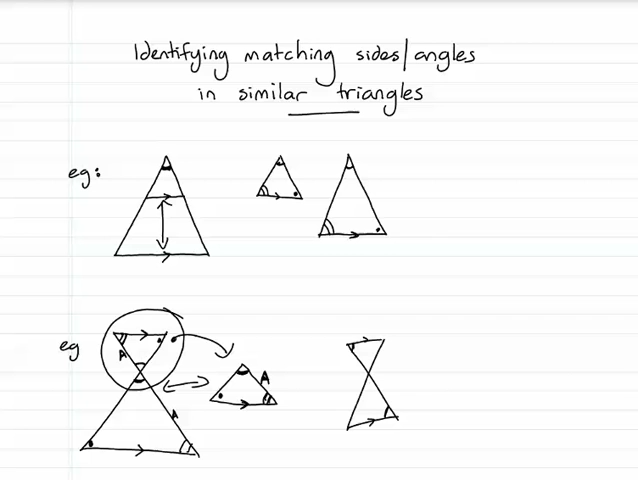 Identifying matching sides/angles
in similar triangles
eg:
eg
A
A
A